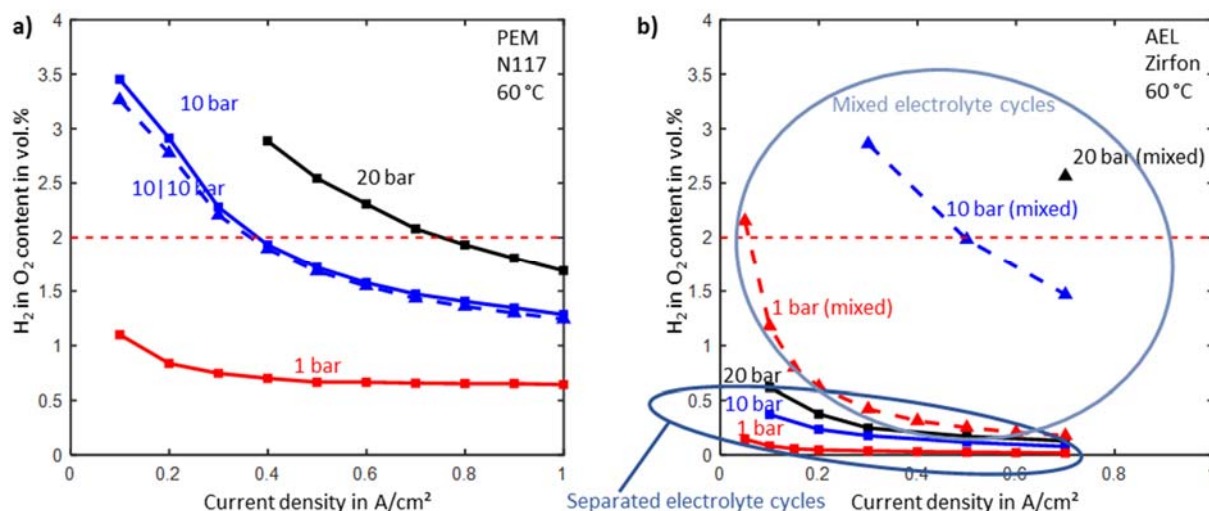 a)
PEM
N117
60 °C
10 bar
10|10 bar
20 bar
1 bar
H₂ in O₂ content in vol.%
4
3.5
3
2.5
2
1.5
1
0.5
0
0 0.2 0.4 0.6 0.8 1
Current density in A/cm²
b)
AEL
Zirfon
60 °C
Mixed electrolyte cycles
20 bar (mixed)
10 bar (mixed)
1 bar (mixed)
20 bar
10 bar
1 bar
H₂ in O₂ content in vol.%
4
3.5
3
2.5
2
1.5
1
0.5
0
0 0.2 0.4 0.6 0.8 1
Current density in A/cm²
Separated electrolyte cycles